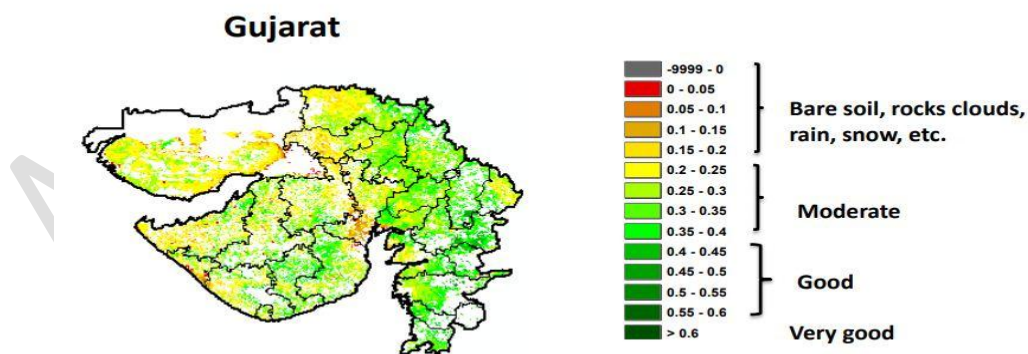 Gujarat
-9999 - 0
0 - 0.05
0.05 - 0.1
0.1 - 0.15
0.15 - 0.2
0.2 - 0.25
0.25 - 0.3
0.3 - 0.35
0.35 - 0.4
0.4 - 0.45
0.45 - 0.5
0.5 - 0.55
0.55 - 0.6
> 0.6
Bare soil, rocks clouds,
rain, snow, etc.
Moderate
Good
Very good